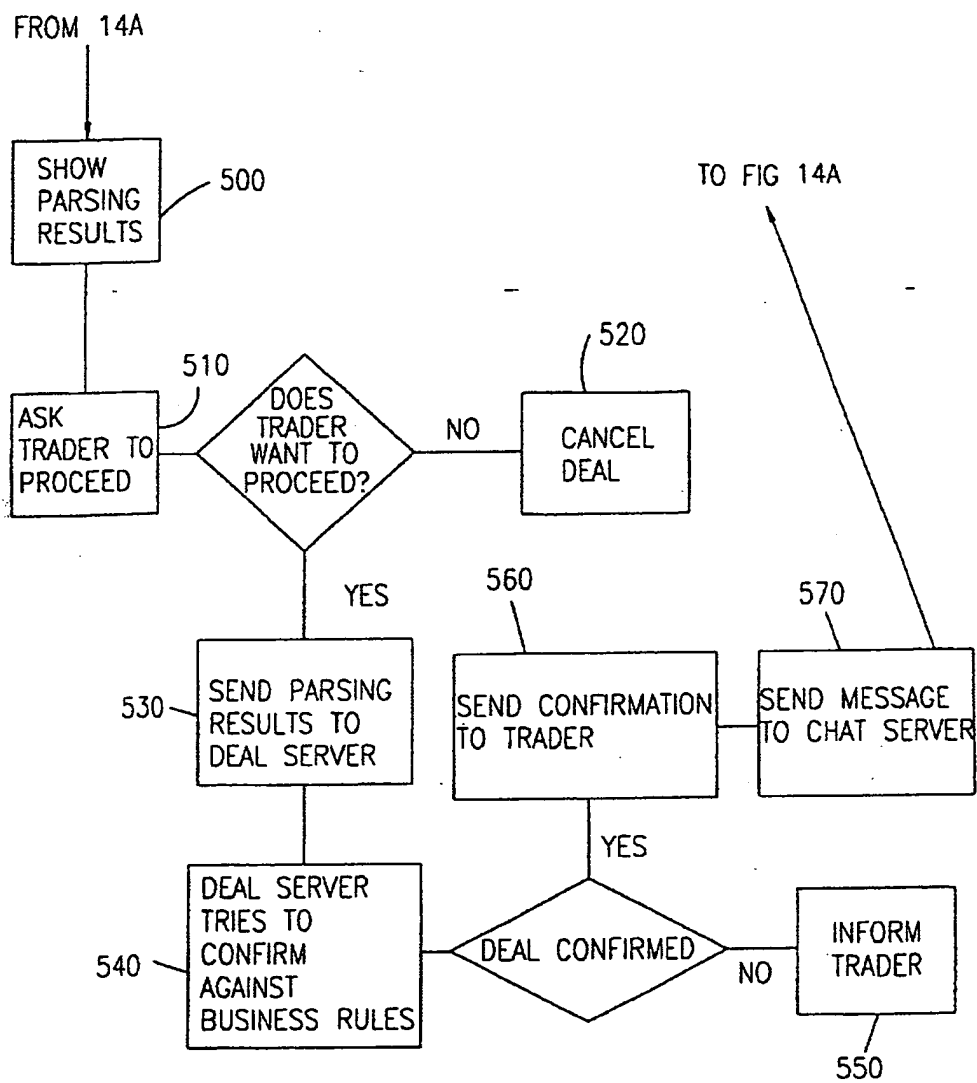 FROM 14A
SHOW
PARSING
RESULTS
500
TO FIG 14A
510
ASK
TRADER TO
PROCEED
DOES
TRADER
WANT TO
PROCEED?
NO
520
CANCEL
DEAL
YES
530
SEND PARSING
RESULTS TO
DEAL SERVER
560
SEND CONFIRMATION
TO TRADER
570
SEND MESSAGE
TO CHAT SERVER
YES
540
DEAL SERVER
TRIES TO
CONFIRM
AGAINST
BUSINESS RULES
DEAL CONFIRMED
NO
INFORM
TRADER
550